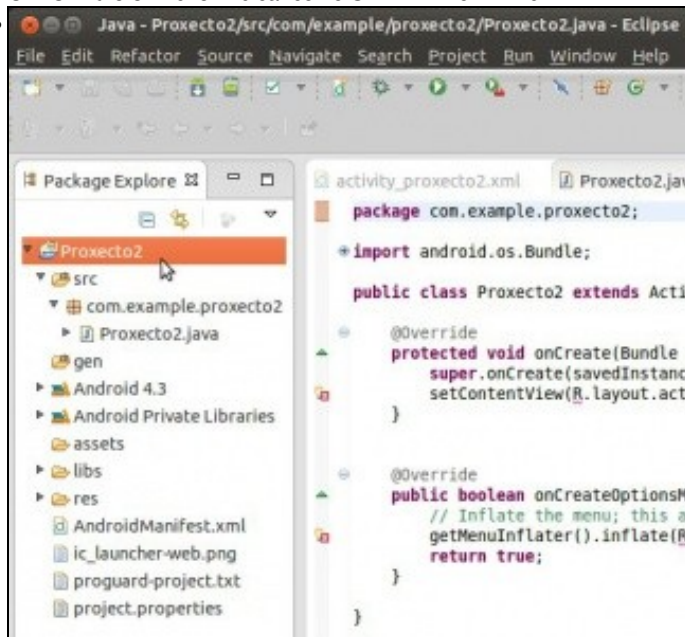 Java - Proxecto2/src/com/example/proxecto2/Proxecto2.java - Eclipse
File Edit Refactor Source Navigate Search Project Run Window Help
Package Explore
Proxecto2
src
com.example.proxecto2
Proxecto2.java
gen
Android 4.3
Android Private Libraries
assets
libs
res
AndroidManifest.xml
ic_launcher-web.png
proguard-project.txt
project.properties
activity_proxecto2.xml Proxecto2.jav
package com.example.proxecto2;
import android.os.Bundle;
public class Proxecto2 extends Acti
@Override
protected void onCreate(Bundle
super.onCreate(savedInstanc
setContentView(R.layout.act
}
@Override
public boolean onCreateOptionsM
// Inflate the menu; this a
getMenuInflater().inflate(R
return true;
}
}